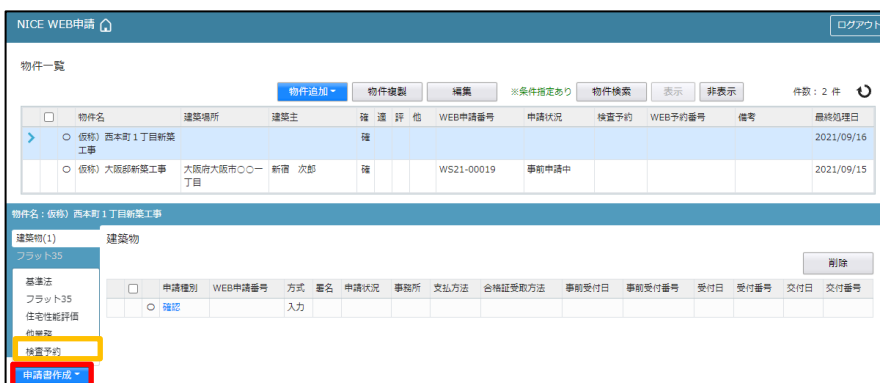 NICE WEB申請 ログアウト
物件一覧
物件追加 物件複製 編集 ※条件指定あり 物件検索 表示 非表示 件数: 2 件
物件名 建築場所 建築主 確 適 評 他 WEB申請番号 申請状況 検査予約 WEB予約番号 備考 最終処理日
○ 仮称）西本町１丁目新築 確 2021/09/16
工事
○ 仮称）大阪邸新築工事 大阪府大阪市○○一 新宿 次郎 確 WS21-00019 事前申請中 2021/09/15
丁目
物件名：仮称）西本町１丁目新築工事
建築物(1) 建築物
フラット35
削除
基準法
申請種別 WEB申請番号 方式 署名 申請状況 事務所 支払方法 合格証受取方法 事前受付日 事前受付番号 受付日 受付番号 交付日 交付番号
フラット35
○ 確認 入力
住宅性能評価
他業務
検査予約
申請書作成